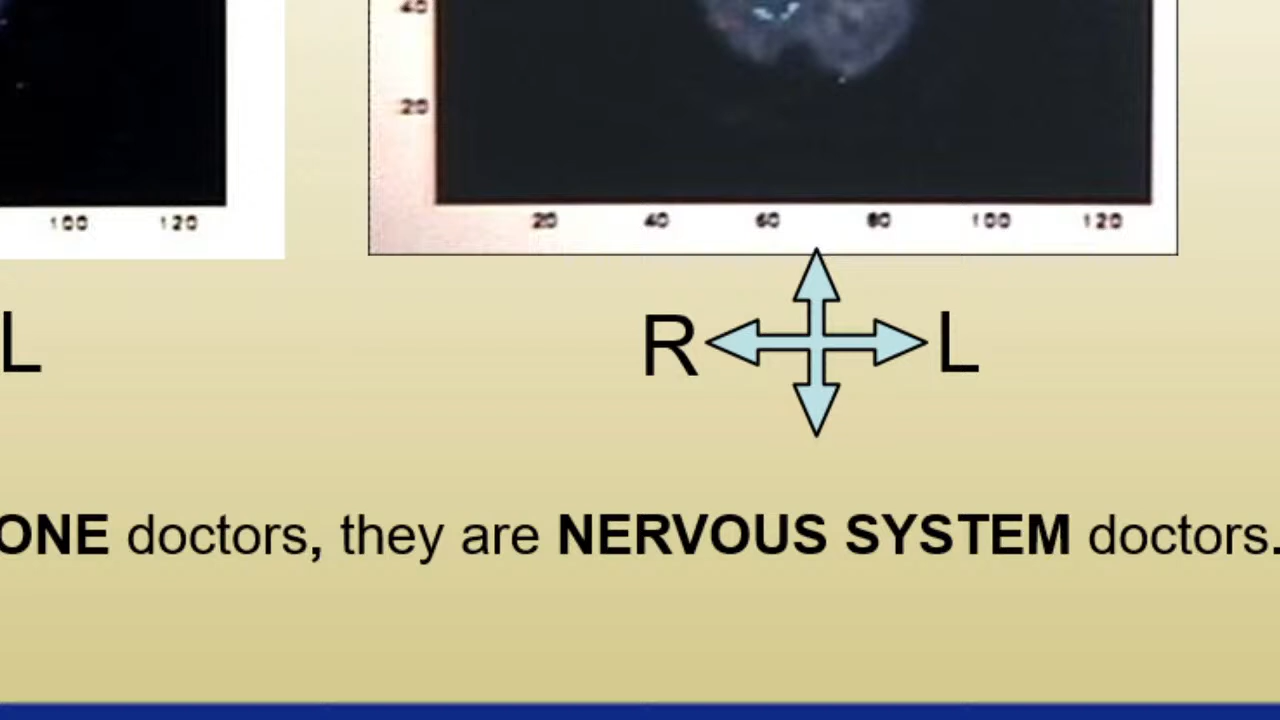 40
20
100 120
20 40 60 80 100 120
L
R L
ONE doctors, they are NERVOUS SYSTEM doctors.